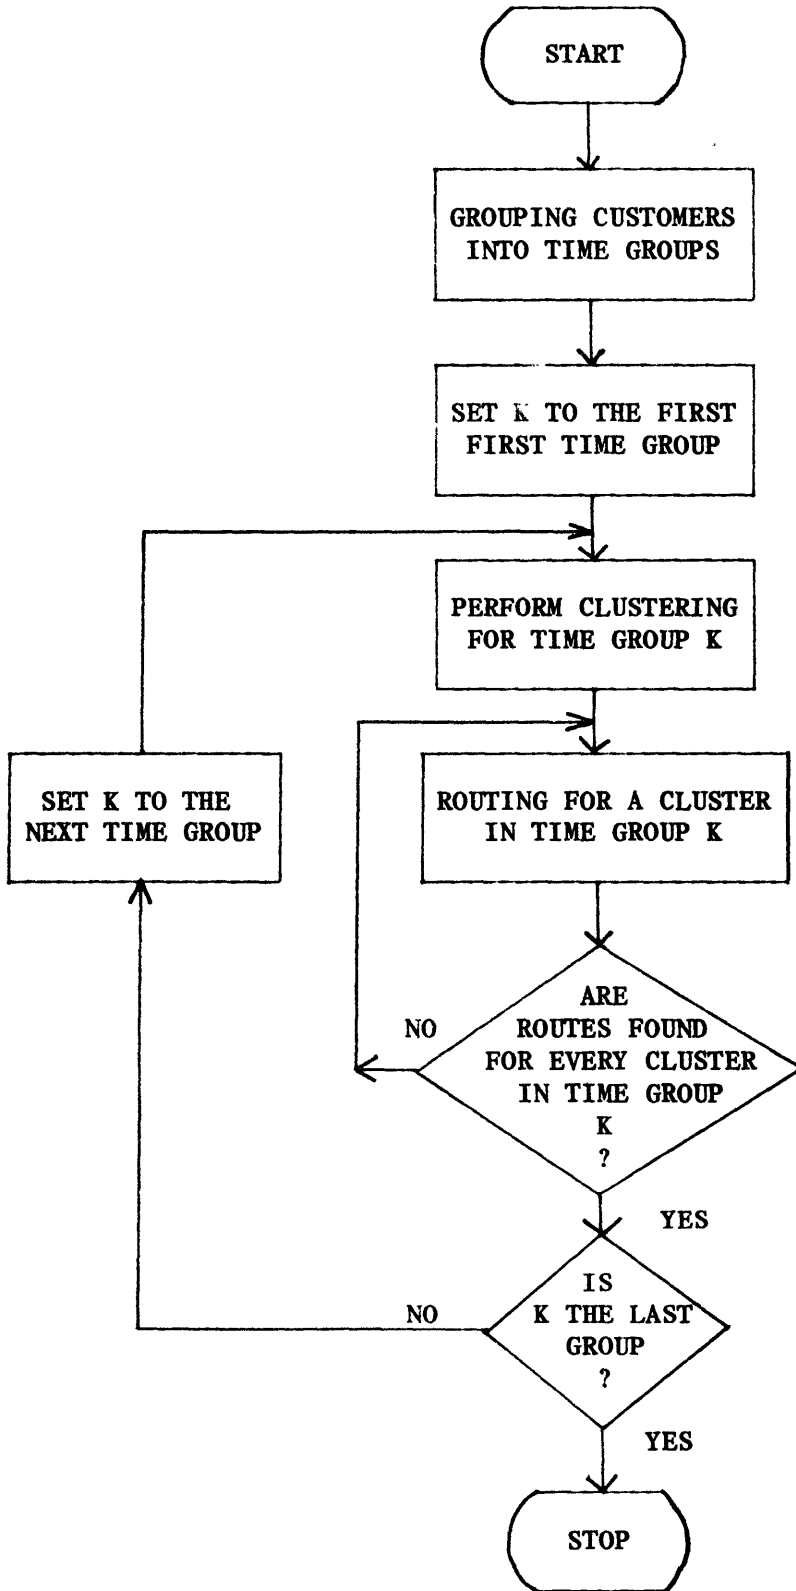 START
GROUPING CUSTOMERS
INTO TIME GROUPS
SET K TO THE FIRST
FIRST TIME GROUP
PERFORM CLUSTERING
FOR TIME GROUP K
SET K TO THE
NEXT TIME GROUP
ROUTING FOR A CLUSTER
IN TIME GROUP K
ARE
ROUTES FOUND
FOR EVERY CLUSTER
IN TIME GROUP
K
?
NO
YES
IS
K THE LAST
GROUP
?
NO
YES
STOP